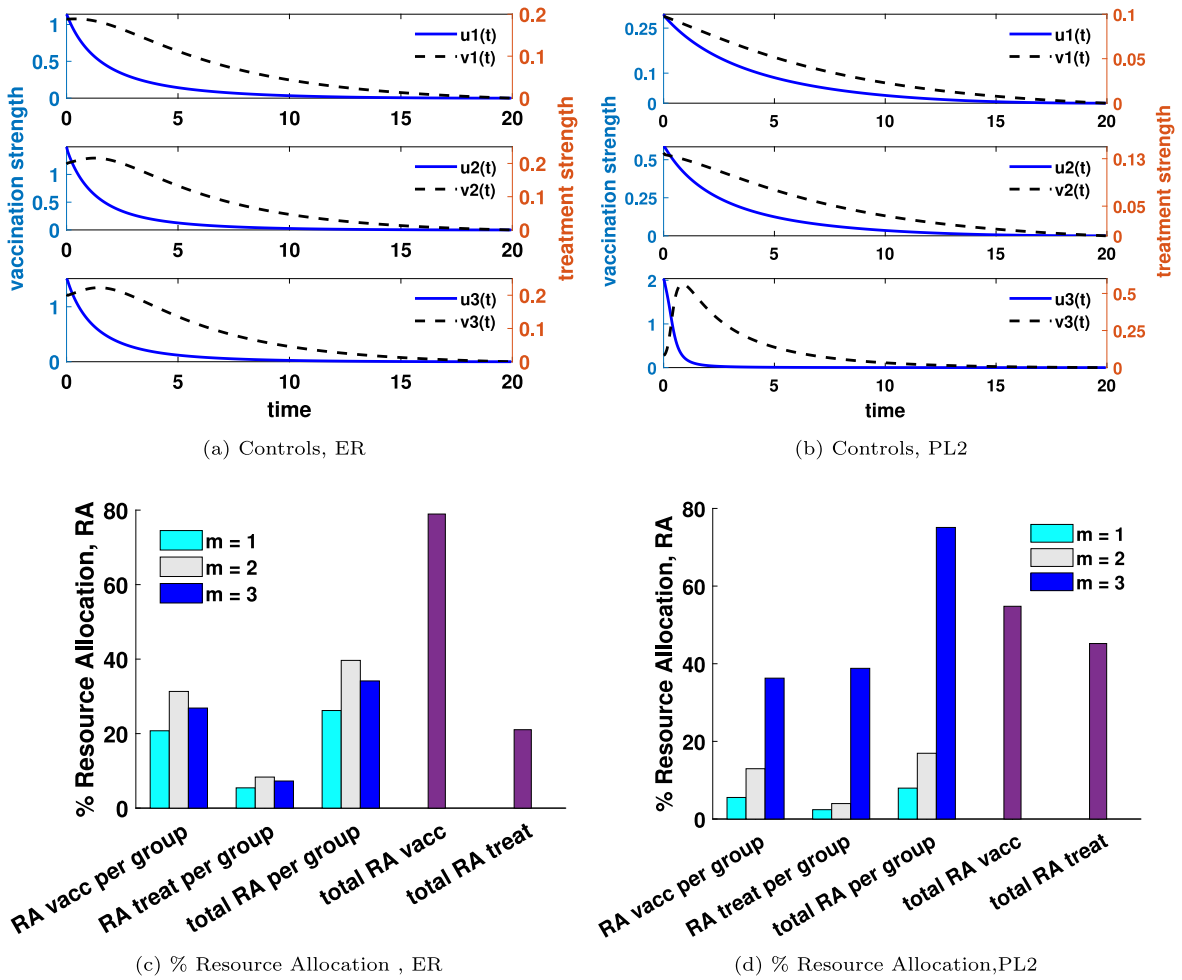 vaccination strength
1
0.5
0
0.2
0.1
0
u1(t)
v1(t)
0 5 10 15 20
1
0.5
0
0.2
0.1
0
u2(t)
v2(t)
0 5 10 15 20
1
0
0.2
0.1
0
u3(t)
v3(t)
0 5 10 15 20
time
treatment strength
(a) Controls, ER
vaccination strength
0.25
0.1
0
0.1
0.05
0
u1(t)
v1(t)
0 5 10 15 20
0.5
0.25
0
0.13
0.05
0
u2(t)
v2(t)
0 5 10 15 20
2
1
0
0.5
0.25
0
u3(t)
v3(t)
0 5 10 15 20
time
treatment strength
(b) Controls, PL2
% Resource Allocation, RA
80
60
40
20
0
m = 1
m = 2
m = 3
RA vacc per group
RA treat per group
total RA per group
total RA vacc
total RA treat
(c) % Resource Allocation , ER
% Resource Allocation, RA
80
60
40
20
0
m = 1
m = 2
m = 3
RA vacc per group
RA treat per group
total RA per group
total RA vacc
total RA treat
(d) % Resource Allocation,PL2